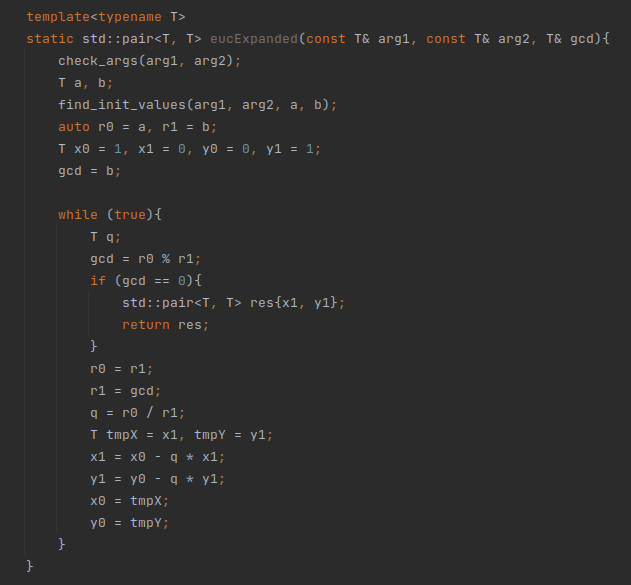 template<typename T>
static std::pair<T, T> eucExpanded(const T& arg1, const T& arg2, T& gcd){
    check_args(arg1, arg2);
    T a, b;
    find_init_values(arg1, arg2, a, b);
    auto r0 = a, r1 = b;
    T x0 = 1, x1 = 0, y0 = 0, y1 = 1;
    gcd = b;

    while (true){
        T q;
        gcd = r0 % r1;
        if (gcd == 0){
            std::pair<T, T> res{x1, y1};
            return res;
        }
        r0 = r1;
        r1 = gcd;
        q = r0 / r1;
        T tmpX = x1, tmpY = y1;
        x1 = x0 - q * x1;
        y1 = y0 - q * y1;
        x0 = tmpX;
        y0 = tmpY;
    }
}